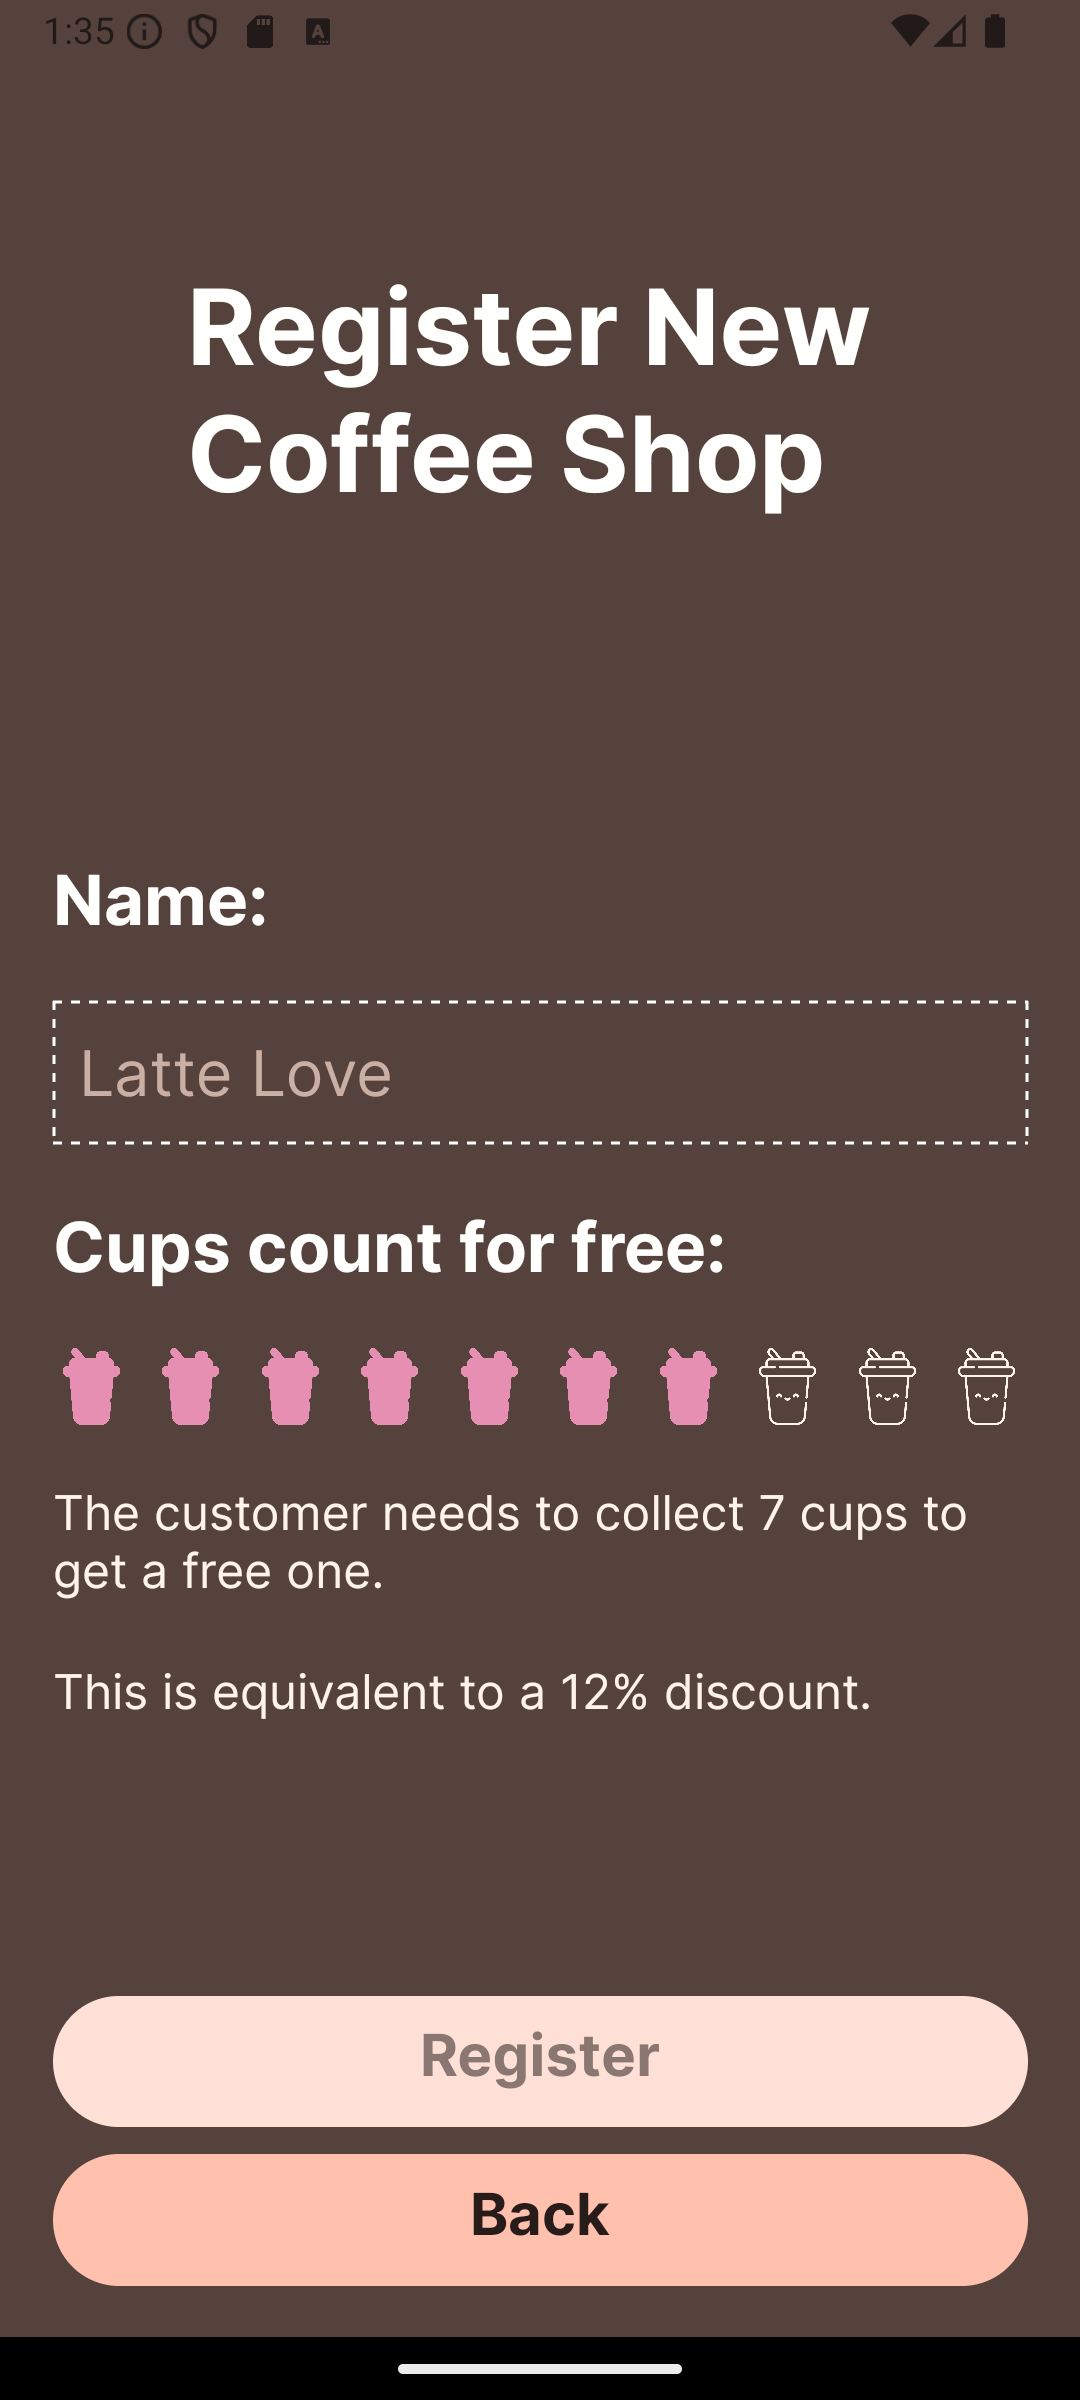 1:35
Register New
Coffee Shop
Name:
Latte Love
Cups count for free:
The customer needs to collect 7 cups to
get a free one.
This is equivalent to a 12% discount.
Register
Back